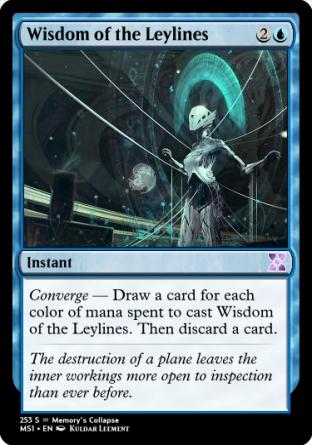 Wisdom of the Leylines 2
Instant
Converge — Draw a card for each
color of mana spent to cast Wisdom
of the Leylines. Then discard a card.
The destruction of a plane leaves the
inner workings more open to inspection
than ever before.
253 S = Memory's Collapse
MS1 • EN Kuldar Leement